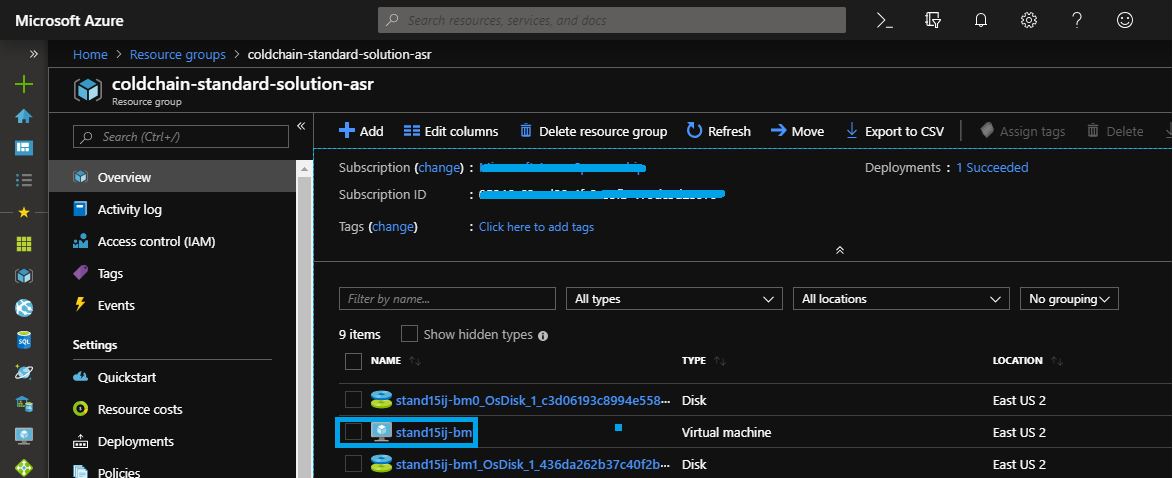 Microsoft Azure
Search resources, services, and docs
Home > Resource groups > coldchain-standard-solution-asr
coldchain-standard-solution-asr
Resource group
Search (Ctrl+/)
Overview
Activity log
Access control (IAM)
Tags
Events
Settings
Quickstart
Resource costs
Deployments
Policies
Add Edit columns Delete resource group Refresh Move Export to CSV Assign tags Delete
Subscription (change) :
Deployments : 1 Succeeded
Subscription ID :
Tags (change) : Click here to add tags
Filter by name... All types All locations No grouping
9 items Show hidden types
NAME TYPE LOCATION
stand15ij-bm0_OsDisk_1_c3d06193c8994e558... Disk East US 2
stand15ij-bm Virtual machine East US 2
stand15ij-bm1_OsDisk_1_436da262b37c40f2b... Disk East US 2
SQL